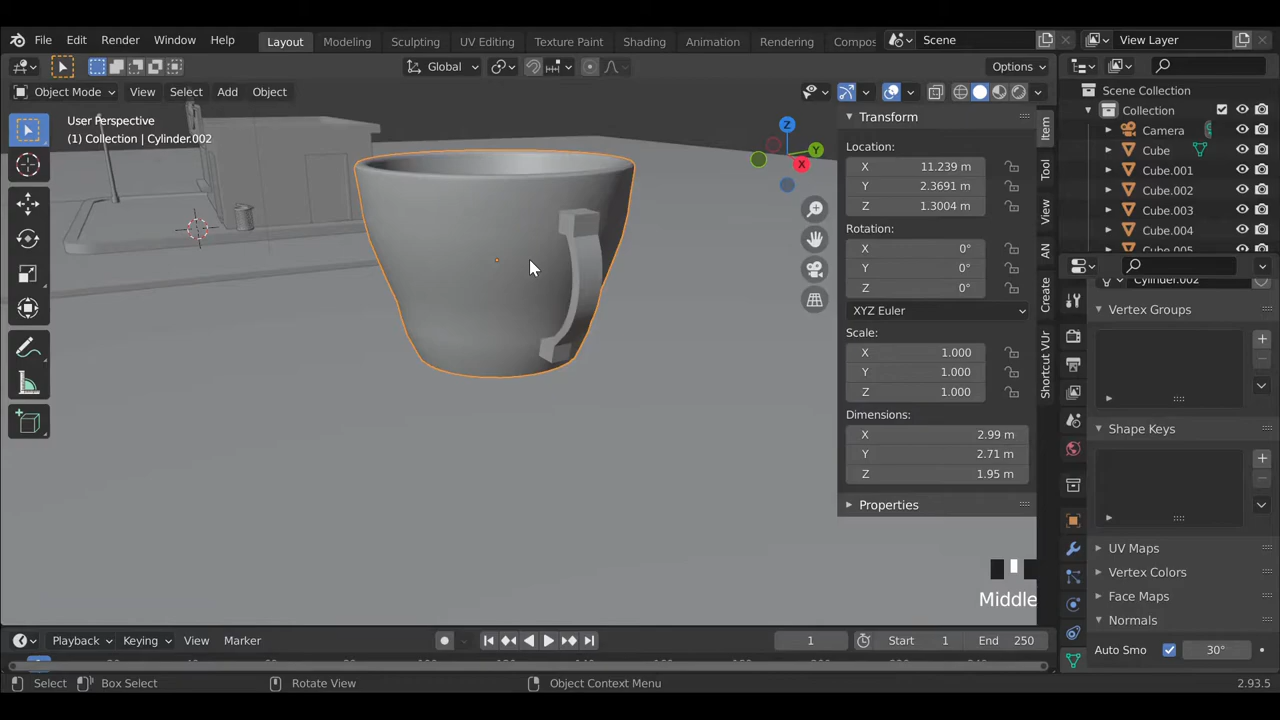 File Edit Render Window Help Layout Modeling Sculpting UV Editing Texture Paint Shading Animation Rendering Compos Scene View Layer
Global Options
Object Mode View Select Add Object
User Perspective
(1) Collection | Cylinder.002
Z
Y
X
Transform
Location:
X 11.239 m
Y 2.3691 m
Z 1.3004 m
Rotation:
X 0°
Y 0°
Z 0°
XYZ Euler
Scale:
X 1.000
Y 1.000
Z 1.000
Dimensions:
X 2.99 m
Y 2.71 m
Z 1.95 m
Properties
Item
Tool
View
AN
Create
Shortcut VUr
Scene Collection
Collection
Camera
Cube
Cube.001
Cube.002
Cube.003
Cube.004
Cube.005
Cylinder.002
Vertex Groups
Shape Keys
UV Maps
Vertex Colors
Face Maps
Normals
Auto Smo 30°
Middle
Playback Keying View Marker 1 Start 1 End 250
Select Box Select Rotate View Object Context Menu 2.93.5